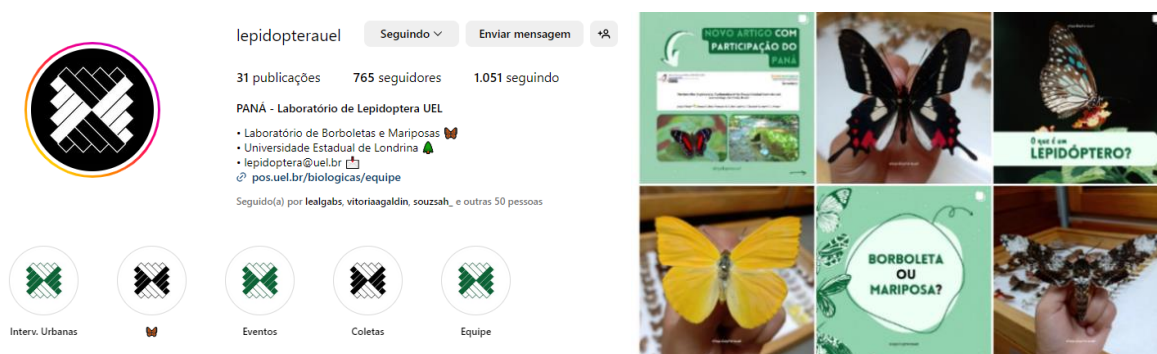 lepidopterauel
Seguindo
Enviar mensagem
31 publicações 765 seguidores 1.051 seguindo
PANÁ - Laboratório de Lepidoptera UEL
• Laboratório de Borboletas e Mariposas
• Universidade Estadual de Londrina
• lepidoptera@uel.br
pos.uel.br/biologicas/equipe
Seguido(a) por lealgabs, vitoriaagaldin, souzsah_ e outras 50 pessoas
Interv. Urbanas
Eventos
Coletas
Equipe
NOVO ARTIGO COM
PARTICIPAÇÃO DO
PANÁ
O que é um
LEPIDÓPTERO?
BORBOLETA
OU
MARIPOSA?